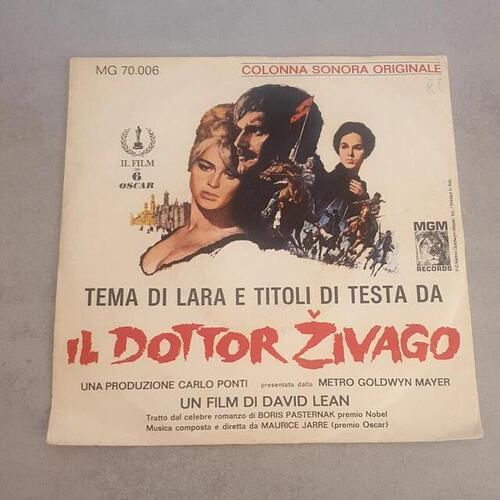 MG 70.006
COLONNA SONORA ORIGINALE
IL FILM
DAI
6
OSCAR
MGM
RECORDS
TEMA DI LARA E TITOLI DI TESTA DA
IL DOTTOR ŽIVAGO
UNA PRODUZIONE CARLO PONTI presentata dalla METRO GOLDWYN MAYER
UN FILM DI DAVID LEAN
Tratto dal celebre romanzo di BORIS PASTERNAK premio Nobel
Musica composta e diretta da MAURICE JARRE (premio Oscar)